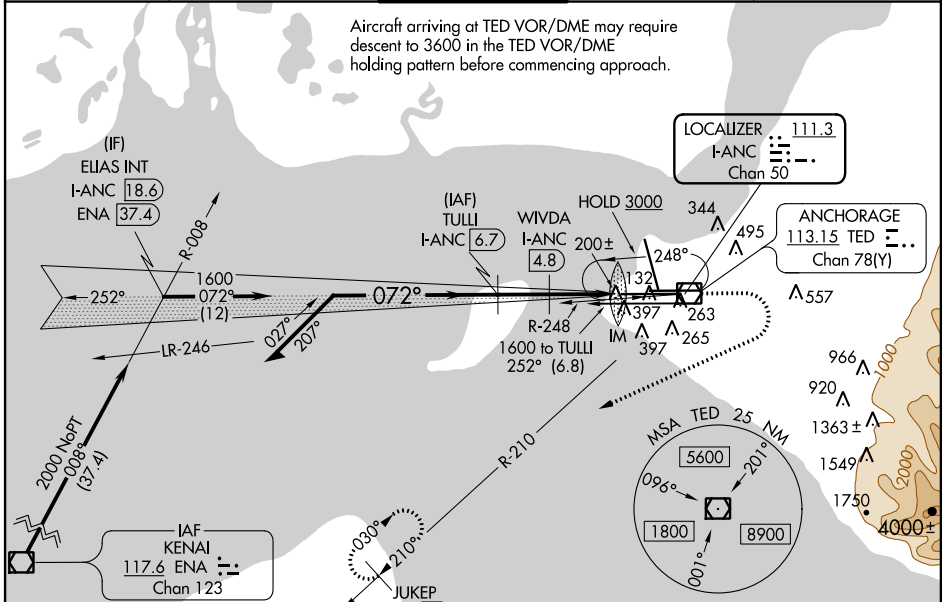 Aircraft arriving at TED VOR/DME may require
descent to 3600 in the TED VOR/DME
holding pattern before commencing approach.
LOCALIZER 111.3
I-ANC
Chan 50
(IF)
ELIAS INT
I-ANC 18.6
ENA 37.4
R-008
(IAF)
TULLI
I-ANC 6.7
WIVDA
I-ANC
4.8
HOLD 3000
344
495
ANCHORAGE
113.15 TED
Chan 78(Y)
200±
248°
132
557
1600
252°
072°
(12)
072°
397
263
R-248
IM
397
265
027°
207°
LR-246
1600 to TULLI
252° (6.8)
966
1000
920
1363±
1549
2000
1750
4000±
2000 NoPT
008°
(37.4)
R-210
MSA TED 25 NM
5600
201°
096°
1800
8900
001°
030°
210°
JUKEP
IAF
KENAI
117.6 ENA
Chan 123